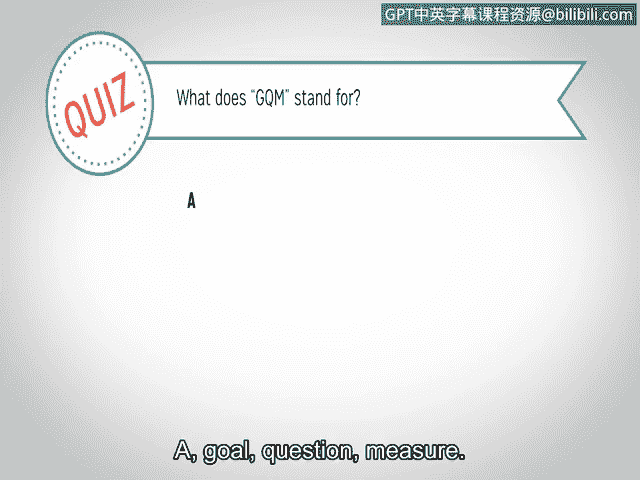 GPT中英字幕课程资源@bilibili.com
QUIZ
What does "GQM" stand for?
A
A, goal, question, measure.